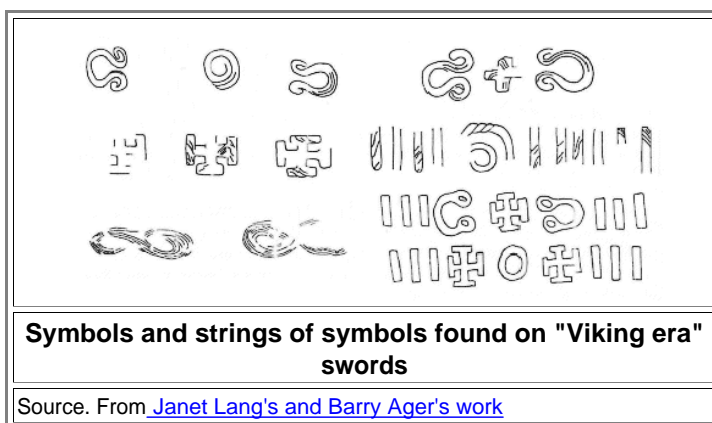 Symbols and strings of symbols found on "Viking era"
swords
Source. From Janet Lang's and Barry Ager's work